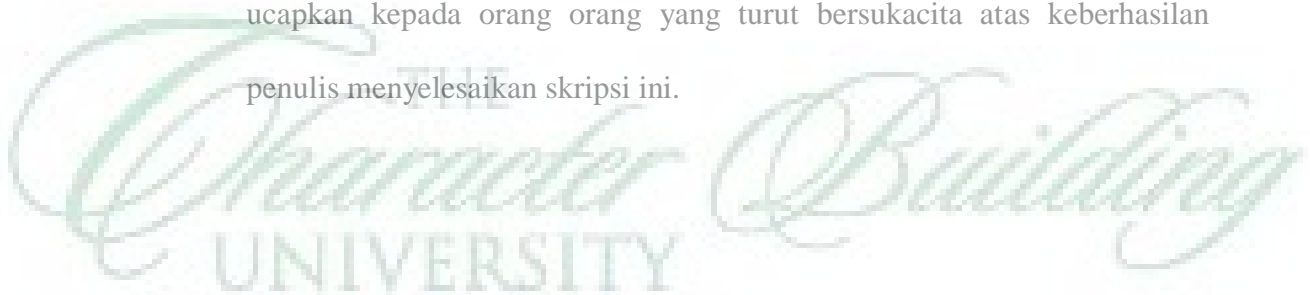 ucapkan kepada orang orang yang turut bersukacita atas keberhasilan
penulis menyelesaikan skripsi ini.
THE
Character Building
UNIVERSITY